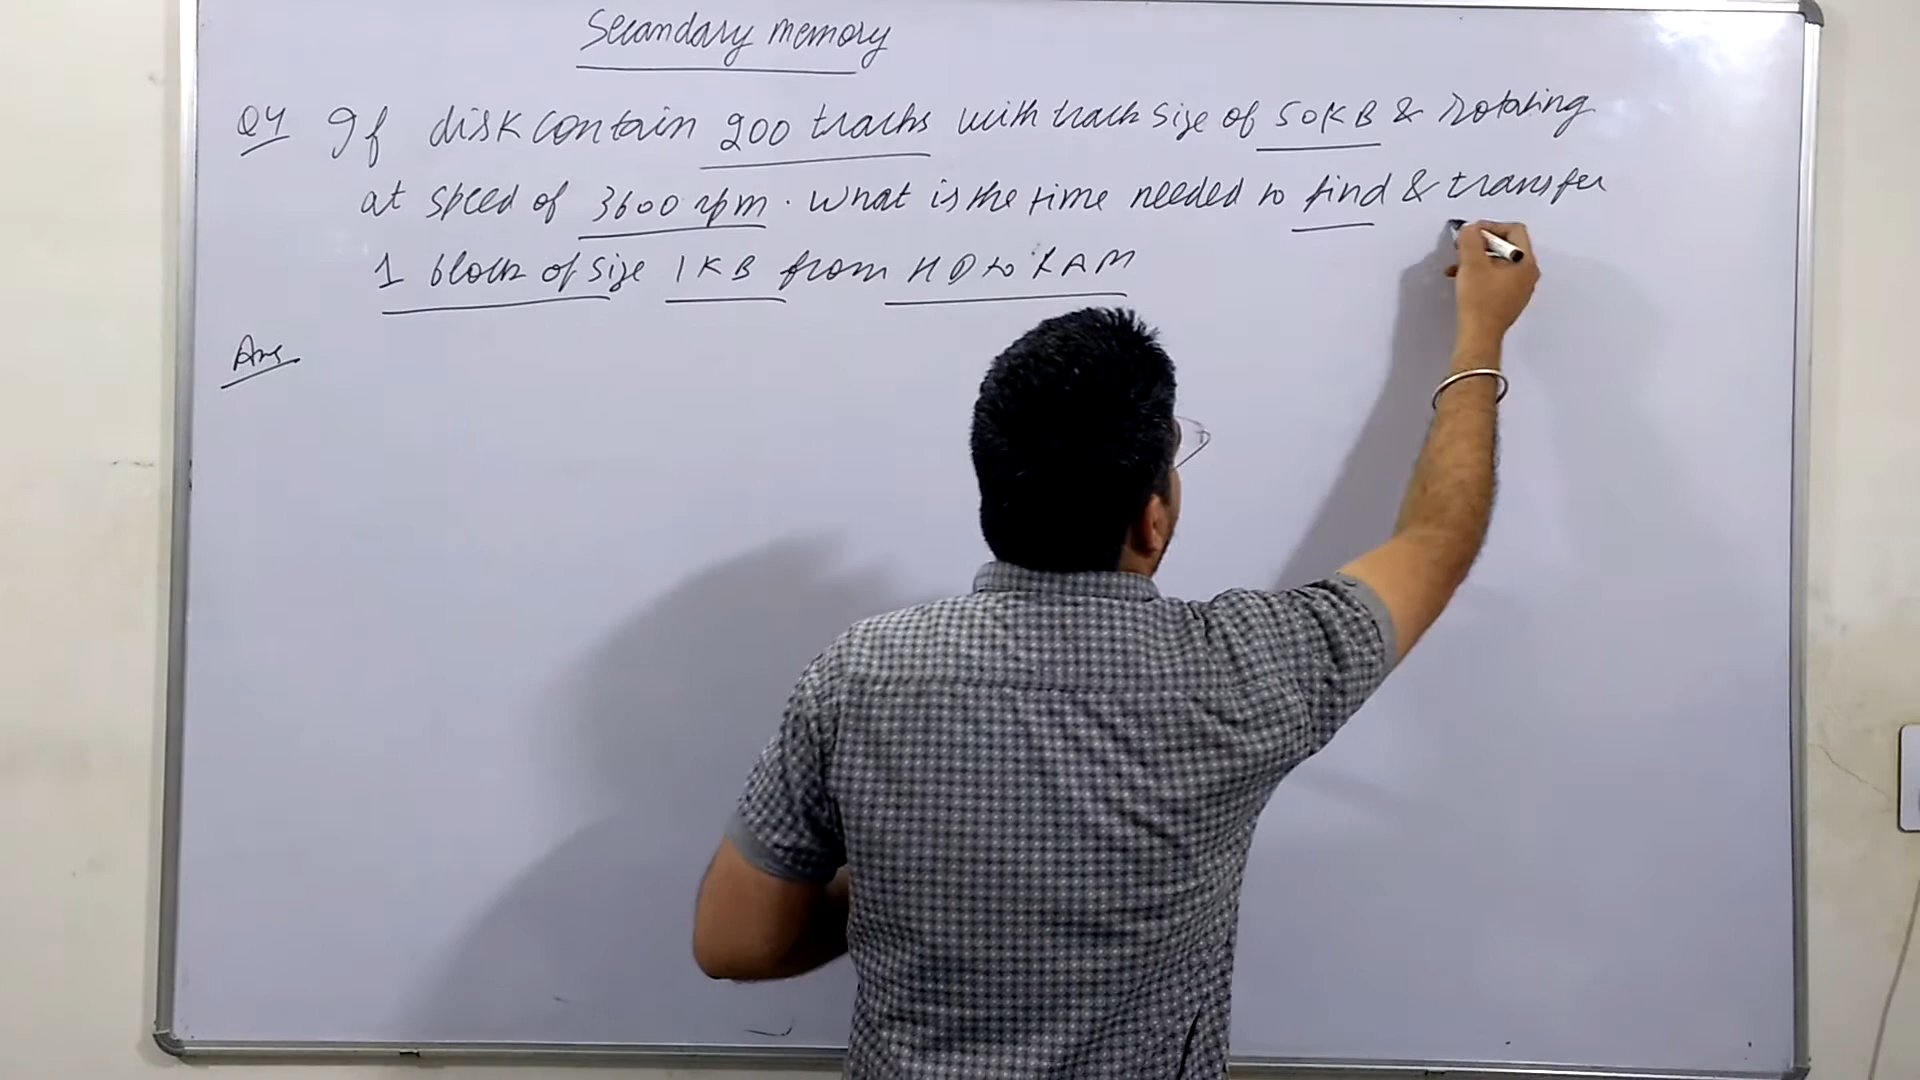 Secondary memory
Q4 If disk contain 200 tracks with track size of 50KB & rotating
at speed of 3600 rpm. What is the time needed to find & transfer
1 block of size 1KB from HD to RAM
Ans